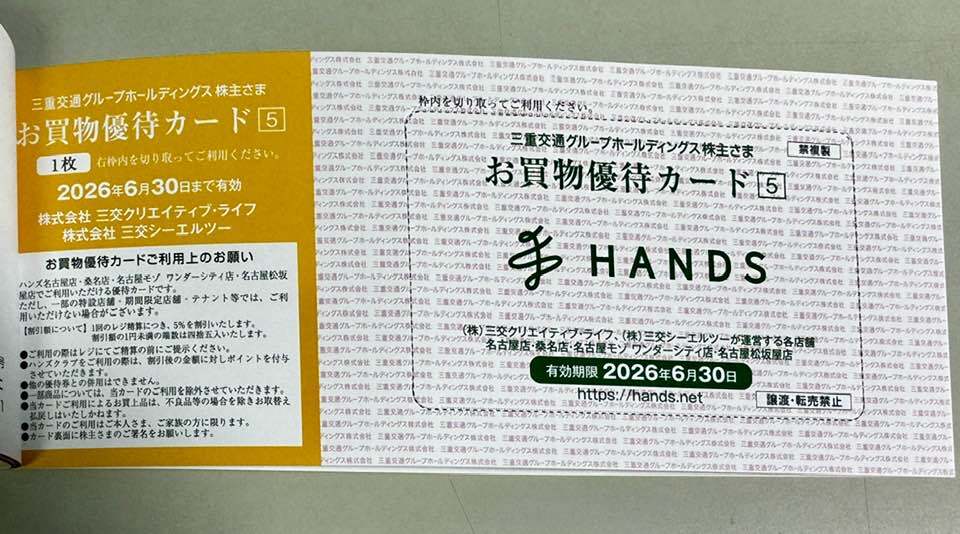 三重交通グループホールディングス 株主さま
お買物優待カード 5
1枚 右枠内を切り取ってご利用ください。
2026年6月30日まで有効
株式会社 三交クリエイティブ・ライフ
株式会社 三交シーエルツー
お買物優待カードご利用上のお願い
ハンズ名古屋店・桑名店・名古屋モゾ ワンダーシティ店・名古屋松坂
屋店でご利用いただける優待カードです。
ただし、一部の特設店舗・期間限定店舗・テナント等では、ご利
用いただけない場合がございます。
【割引額について】1回のレジ精算につき、5%を割引いたします。
割引額の1円未満の端数は四捨五入いたします。
●ご利用の際はレジにてご精算の前にご提示ください。
●ハンズクラブをご利用の際は、割引後の金額に対しポイントを付与
させていただきます。
●他の優待券との併用はできません。
●一部商品については、当カードのご利用を除外させていただきます。
●当カードご利用によるお買上品は、不良品等の場合を除きお取替え
払戻しはいたしかねます。
●当カードのご利用はご本人さま、ご家族の方に限ります。
●カード裏面に株主さまのご署名をお願いします。
枠内を切り取ってご利用ください。
三重交通グループホールディングス株主さま
禁複製
お買物優待カード 5
HANDS
(株)三交クリエイティブ・ライフ、(株)三交シーエルツーが運営する各店舗
名古屋店・桑名店・名古屋モゾ ワンダーシティ店・名古屋松坂屋店
有効期限 2026年6月30日
https://hands.net
譲渡・転売禁止